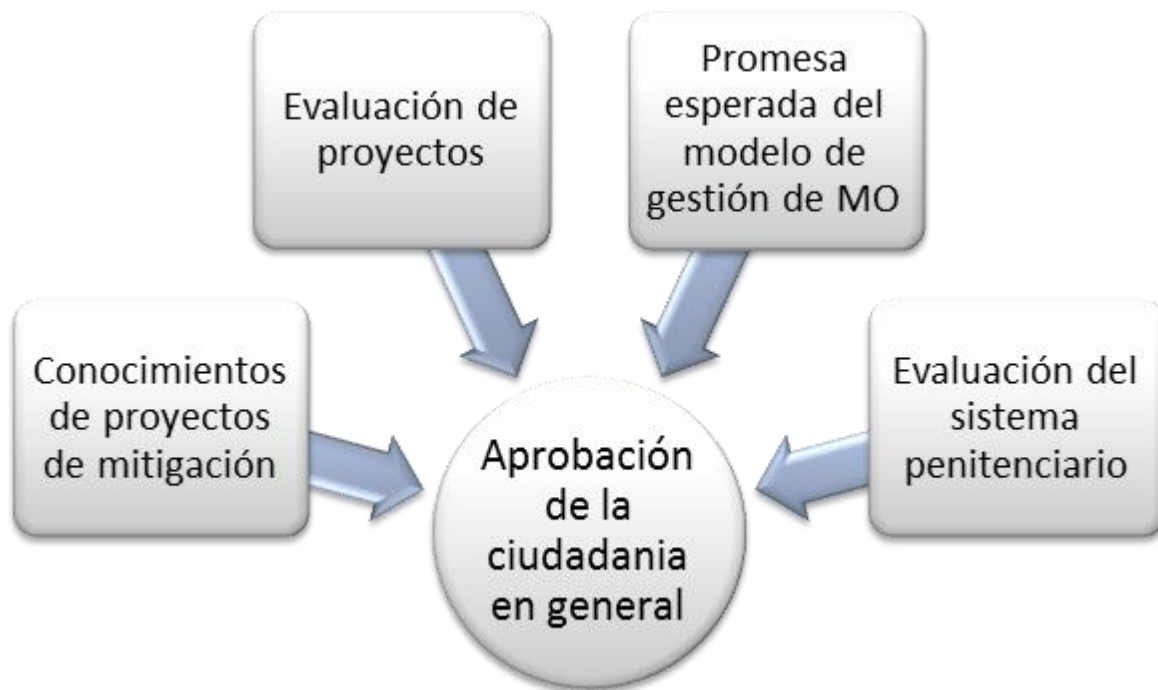 Evaluación de
proyectos
Promesa
esperada del
modelo de
gestión de MO
Conocimientos
de proyectos
de mitigación
Evaluación del
sistema
penitenciario
Aprobación
de la
ciudadania
en general